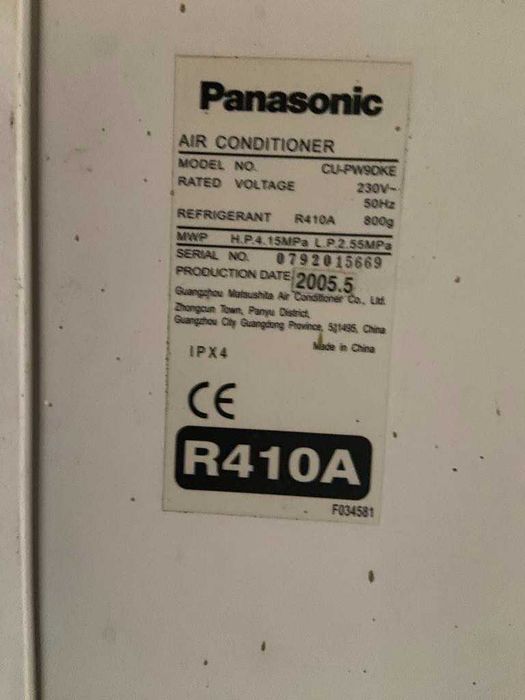 Panasonic
AIR CONDITIONER
MODEL NO. CU-PW9DKE
RATED VOLTAGE 230V~
50Hz
REFRIGERANT R410A 800g
MWP H.P.4.15MPa L.P.2.55MPa
SERIAL NO. 0792015669
PRODUCTION DATE 2005.5
Guangzhou Matsushita Air Conditioner Co., Ltd.
Zhongcun Town, Panyu District,
Guangzhou City Guangdong Province, 511495, China
Made in China
IPX4
CE
R410A
F034581